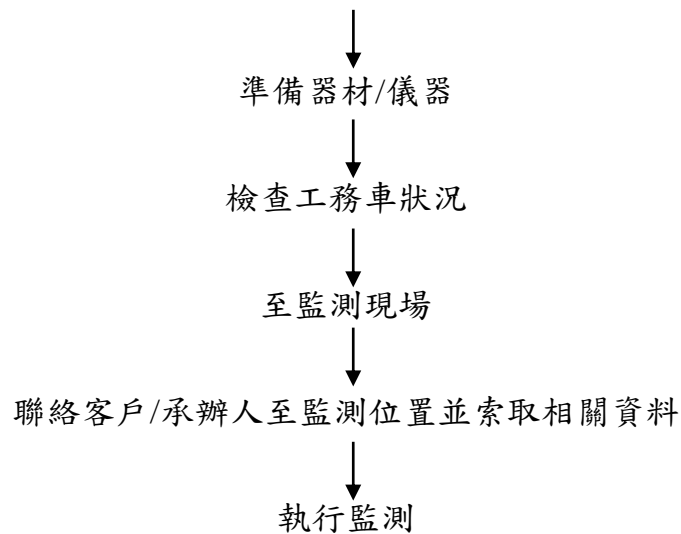 準備器材/儀器
檢查工務車狀況
至監測現場
聯絡客戶/承辦人至監測位置並索取相關資料
執行監測